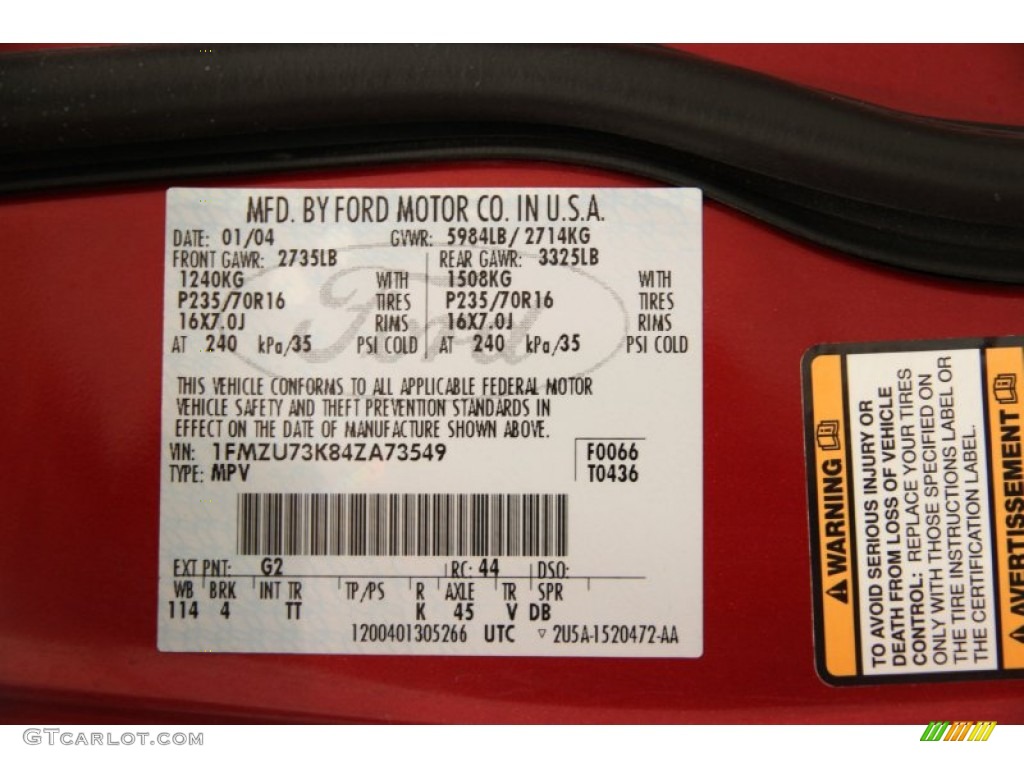 MFD. BY FORD MOTOR CO. IN U.S.A.
DATE: 01/04 GVWR: 5984LB/ 2714KG
FRONT GAWR: 2735LB REAR GAWR: 3325LB
1240KG WITH 1508KG WITH
P235/70R16 TIRES P235/70R16 TIRES
16X7.0J RIMS 16X7.0J RIMS
AT 240 kPa/35 PSI COLD AT 240 kPa/35 PSI COLD
Ford
THIS VEHICLE CONFORMS TO ALL APPLICABLE FEDERAL MOTOR
VEHICLE SAFETY AND THEFT PREVENTION STANDARDS IN
EFFECT ON THE DATE OF MANUFACTURE SHOWN ABOVE.
VIN: 1FMZU73K84ZA73549 F0066
TYPE: MPV T0436
EXT PNT: G2 RC: 44 DSO:
WB BRK INT TR TP/PS R AXLE TR SPR
114 4 TT K 45 V DB
1200401305266 UTC ▽ 2U5A-1520472-AA
WARNING
TO AVOID SERIOUS INJURY OR
DEATH FROM LOSS OF VEHICLE
CONTROL: REPLACE YOUR TIRES
ONLY WITH THOSE SPECIFIED ON
THE TIRE INSTRUCTIONS LABEL OR
THE CERTIFICATION LABEL.
AVERTISSEMENT
GTCarlot.com